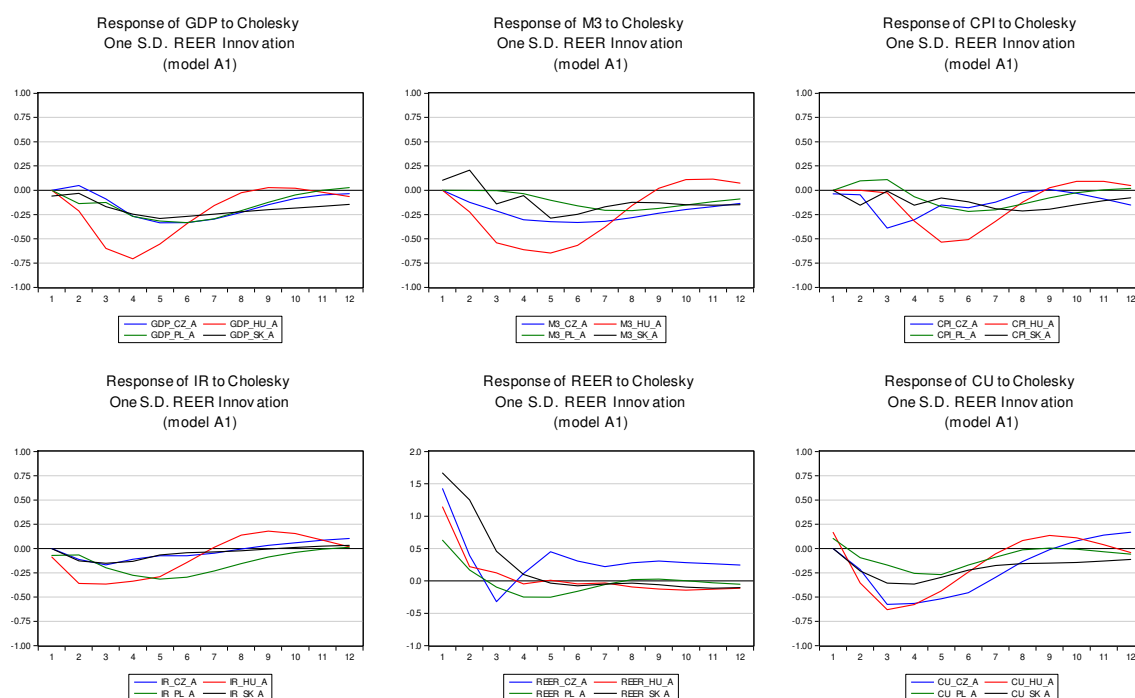 Response of GDP to Cholesky
One S.D. REER Innovation
(model A1)
1.00
0.75
0.50
0.25
0.00
-0.25
-0.50
-0.75
-1.00
1 2 3 4 5 6 7 8 9 10 11 12
GDP_CZ_A GDP_HU_A
GDP_PL_A GDP_SK_A
Response of M3 to Cholesky
One S.D. REER Innovation
(model A1)
1.00
0.75
0.50
0.25
0.00
-0.25
-0.50
-0.75
-1.00
1 2 3 4 5 6 7 8 9 10 11 12
M3_CZ_A M3_HU_A
M3_PL_A M3_SK_A
Response of CPI to Cholesky
One S.D. REER Innovation
(model A1)
1.00
0.75
0.50
0.25
0.00
-0.25
-0.50
-0.75
-1.00
1 2 3 4 5 6 7 8 9 10 11 12
CPI_CZ_A CPI_HU_A
CPI_PL_A CPI_SK_A
Response of IR to Cholesky
One S.D. REER Innovation
(model A1)
1.00
0.75
0.50
0.25
0.00
-0.25
-0.50
-0.75
-1.00
1 2 3 4 5 6 7 8 9 10 11 12
IR_CZ_A IR_HU_A
IR_PL_A IR_SK_A
Response of REER to Cholesky
One S.D. REER Innovation
(model A1)
2.0
1.5
1.0
0.5
0.0
-0.5
-1.0
1 2 3 4 5 6 7 8 9 10 11 12
REER_CZ_A REER_HU_A
REER_PL_A REER_SK_A
Response of CU to Cholesky
One S.D. REER Innovation
(model A1)
1.00
0.75
0.50
0.25
0.00
-0.25
-0.50
-0.75
-1.00
1 2 3 4 5 6 7 8 9 10 11 12
CU_CZ_A CU_HU_A
CU_PL_A CU_SK_A